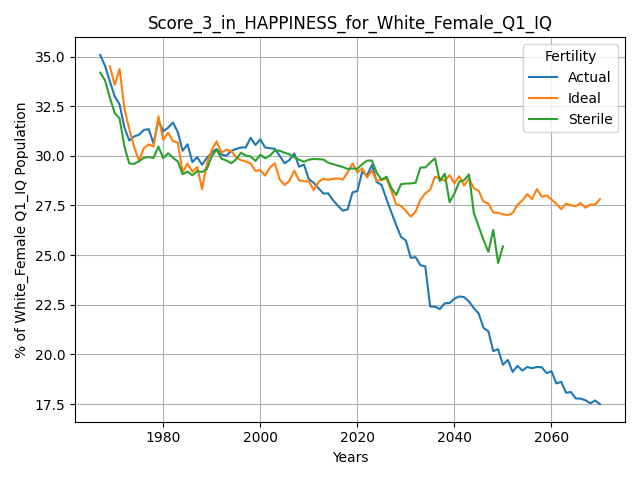 Score_3_in_HAPPINESS_for_White_Female_Q1_IQ
% of White_Female Q1_IQ Population
35.0
32.5
30.0
27.5
25.0
22.5
20.0
17.5
Fertility
Actual
Ideal
Sterile
1980 2000 2020 2040 2060
Years